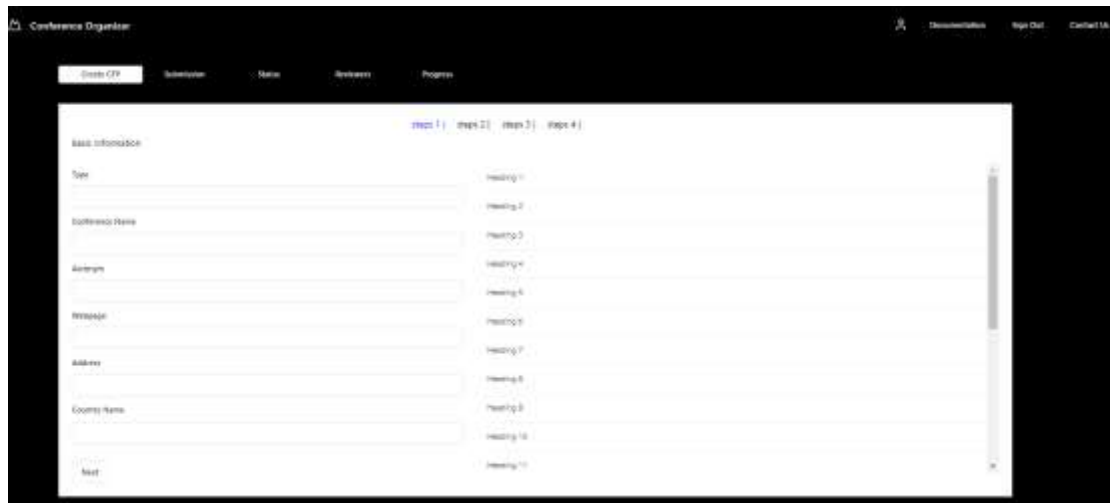 Conference Organizer
Documentation Sign Out Contact Us
Create CFP Submission Status Reviewers Progress
steps 1 | steps 2 | steps 3 | steps 4 |
Basic Information
Type
Conference Name
Acronym
Webpage
Address
Country Name
Next
Heading 1
Heading 2
Heading 3
Heading 4
Heading 5
Heading 6
Heading 7
Heading 8
Heading 9
Heading 10
Heading 11